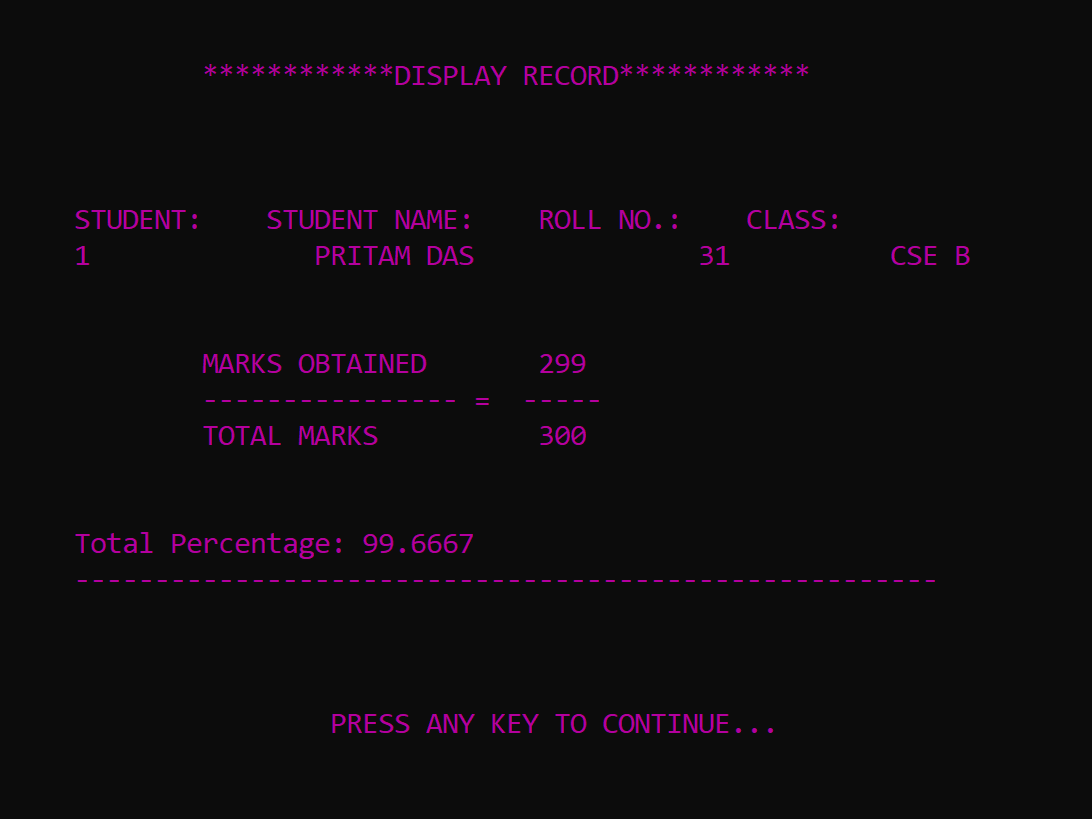 ************DISPLAY RECORD************
STUDENT:    STUDENT NAME:    ROLL NO.:    CLASS:
1              PRITAM DAS              31          CSE B
MARKS OBTAINED       299
---------------- =  -----
TOTAL MARKS          300
Total Percentage: 99.6667
------------------------------------------------------
PRESS ANY KEY TO CONTINUE...